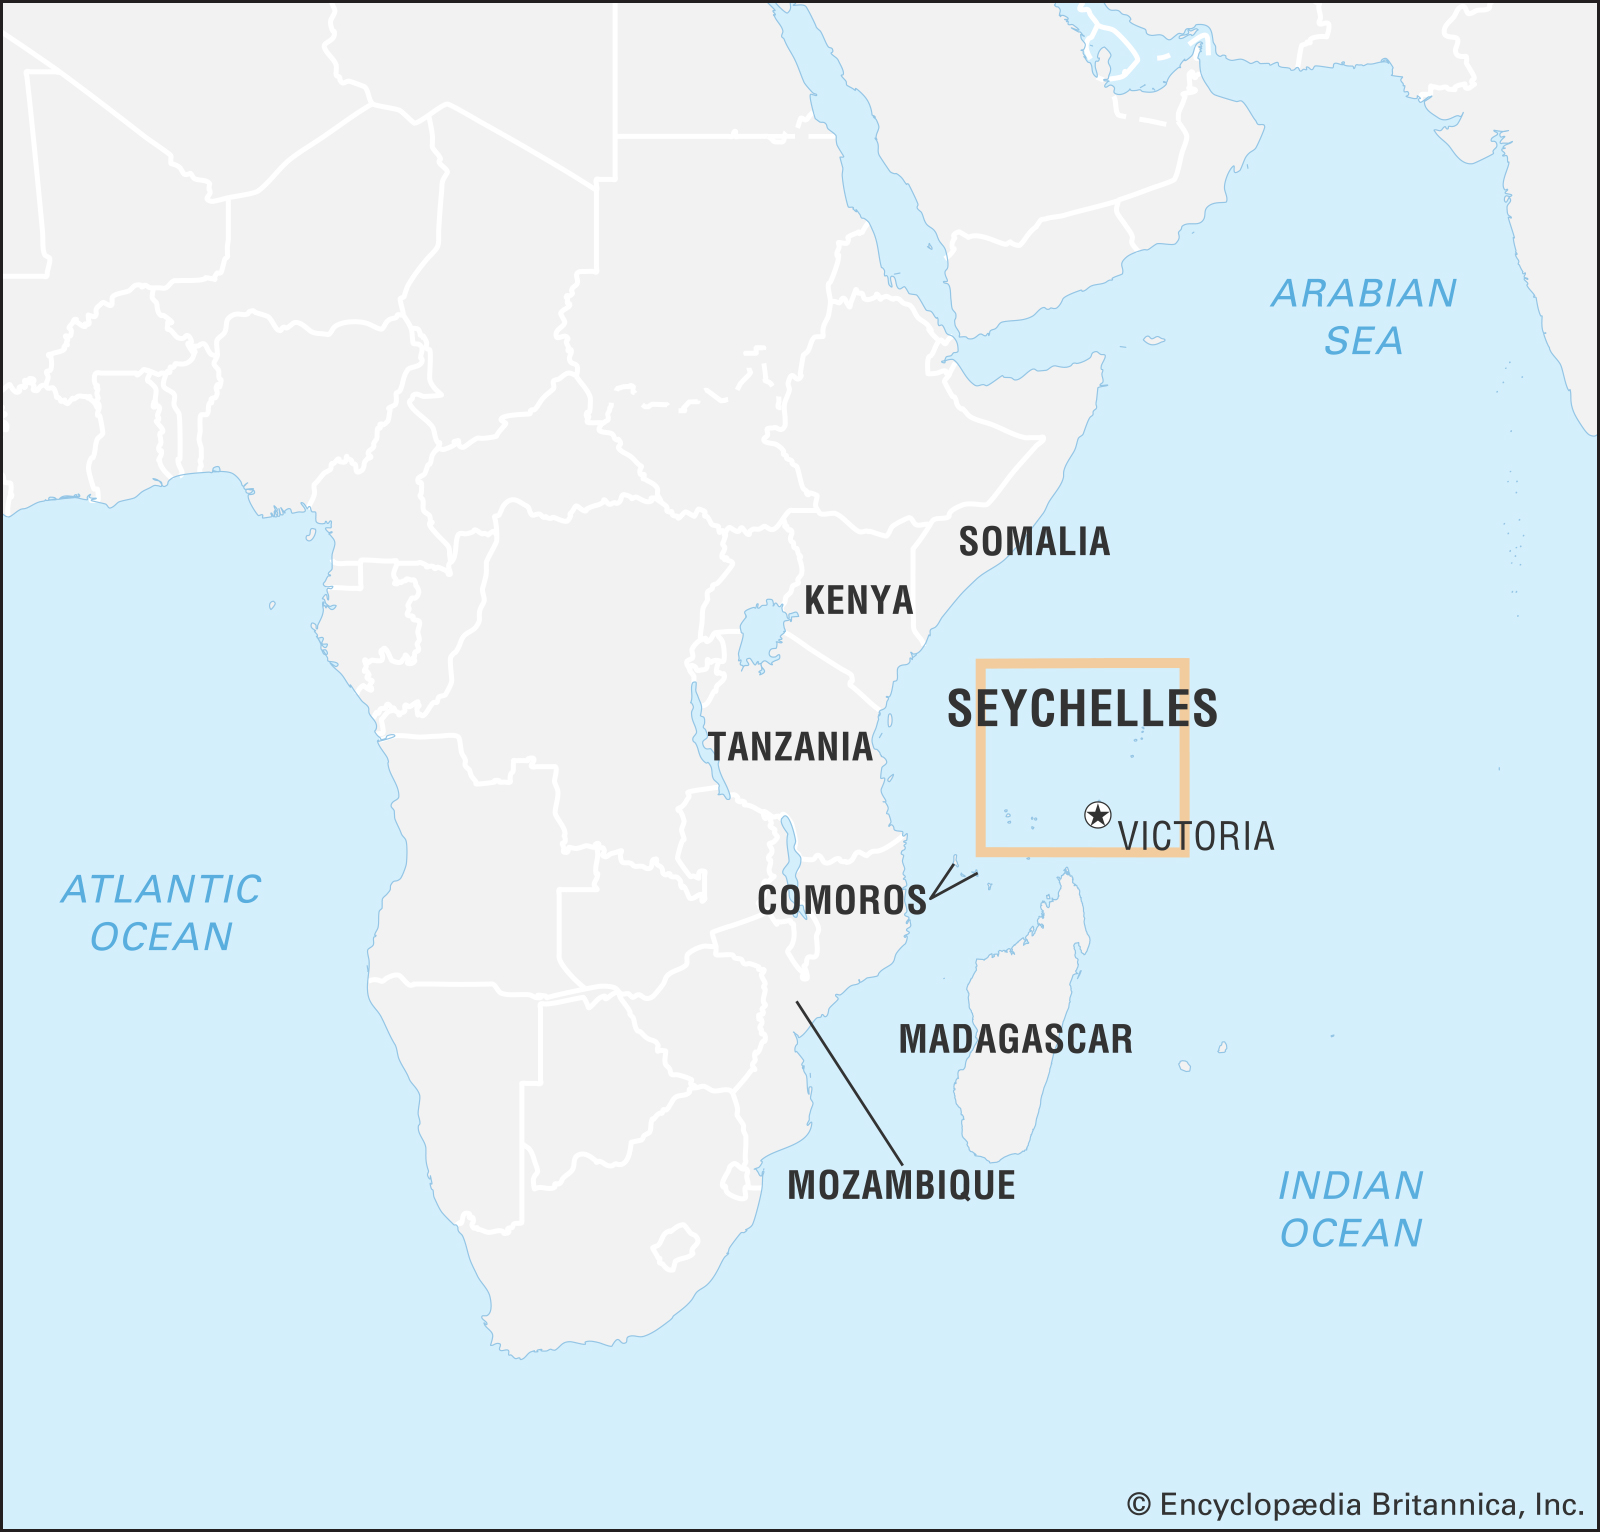 ARABIAN
SEA
SOMALIA
KENYA
SEYCHELLES
TANZANIA
VICTORIA
ATLANTIC
OCEAN
COMOROS
MADAGASCAR
MOZAMBIQUE
INDIAN
OCEAN
© Encyclopædia Britannica, Inc.